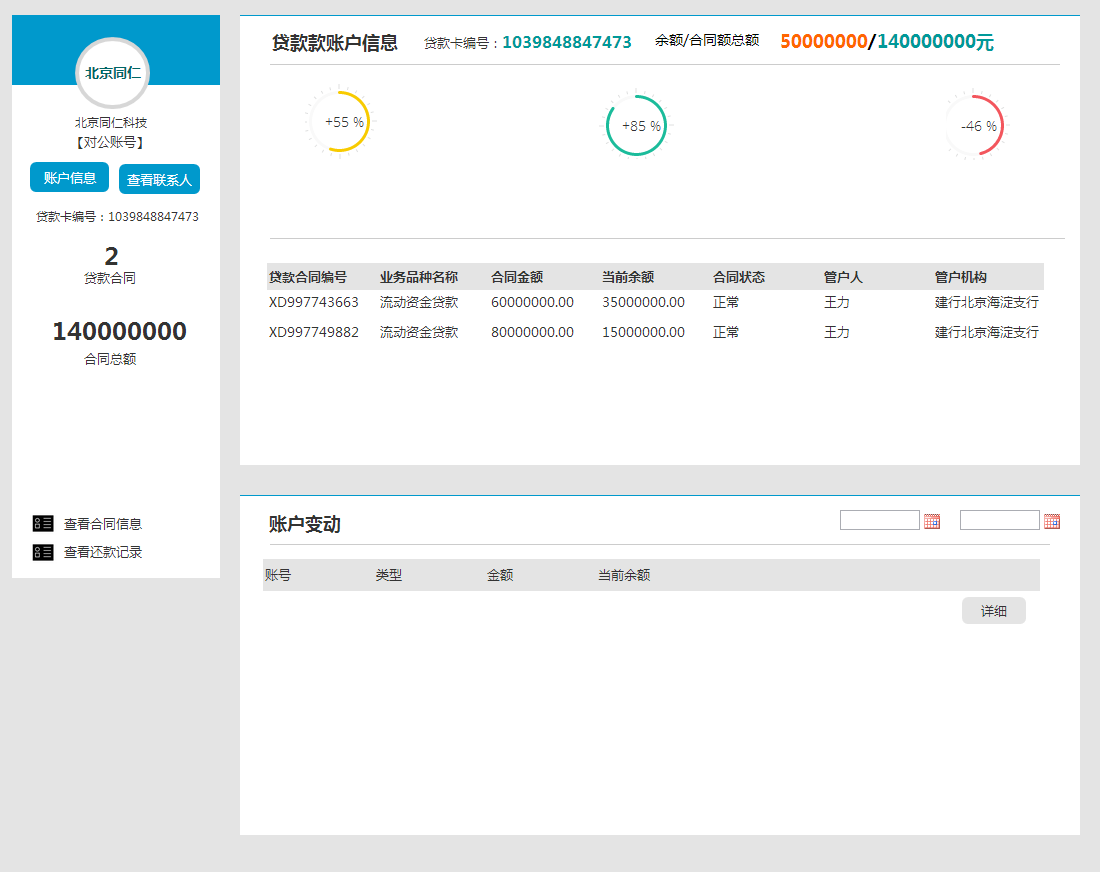 北京同仁
北京同仁科技
【对公账号】
账户信息 查看联系人
贷款卡编号：1039848847473
2
贷款合同
140000000
合同总额
查看合同信息
查看还款记录
贷款款账户信息 贷款卡编号：1039848847473 余额/合同额总额 50000000/140000000元
+55 % +85 % -46 %
贷款合同编号 业务品种名称 合同金额 当前余额 合同状态 管户人 管户机构
XD997743663 流动资金贷款 60000000.00 35000000.00 正常 王力 建行北京海淀支行
XD997749882 流动资金贷款 80000000.00 15000000.00 正常 王力 建行北京海淀支行
账户变动
账号 类型 金额 当前余额
详细